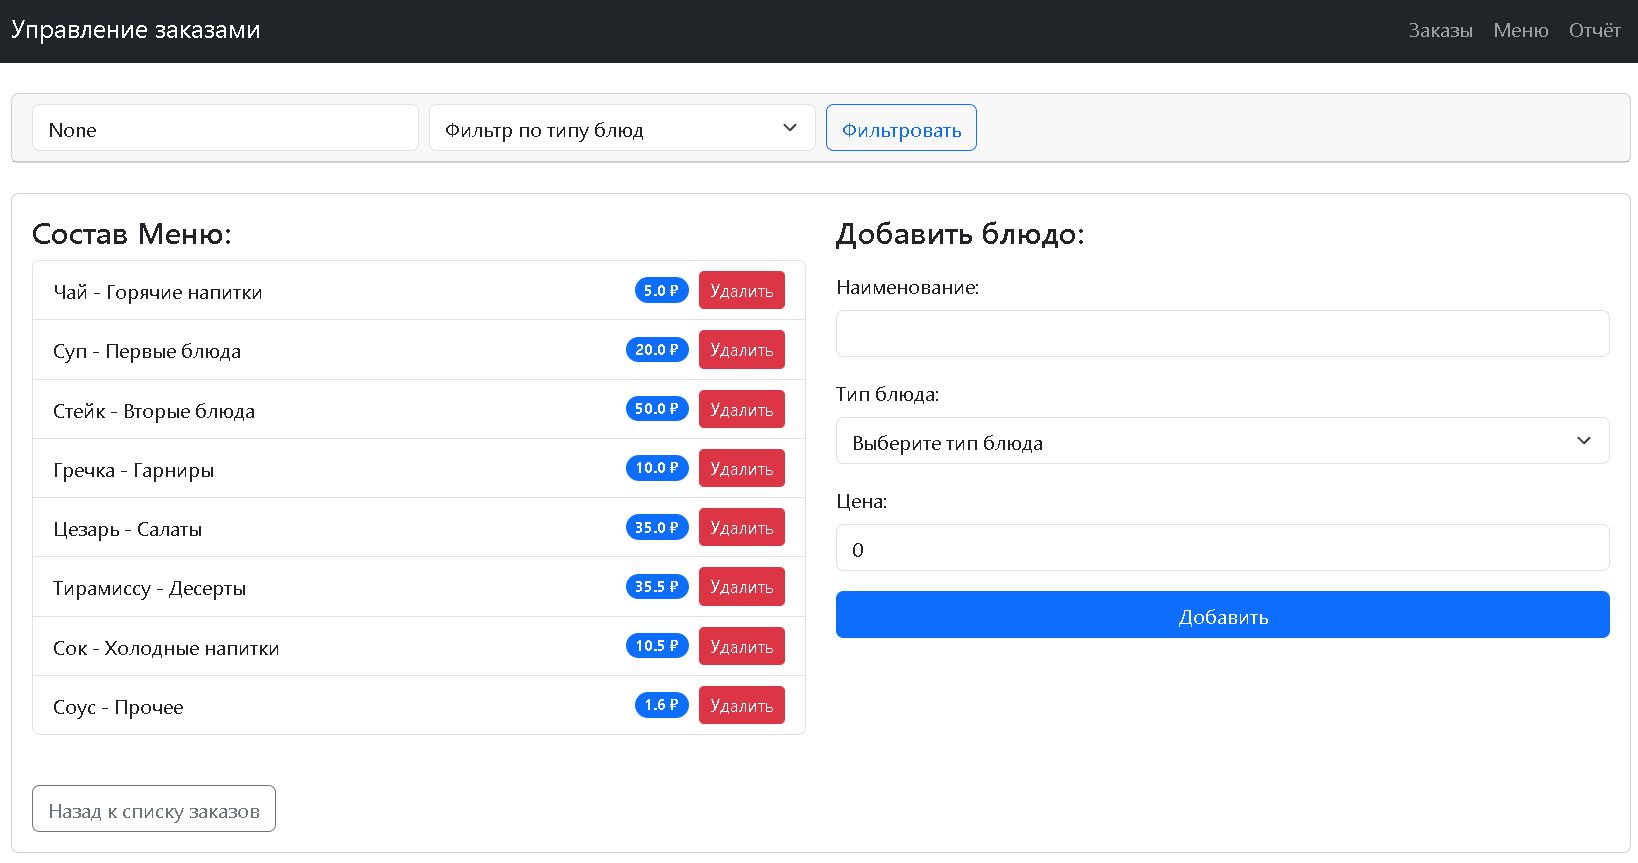 Управление заказами
Заказы Меню Отчёт
None
Фильтр по типу блюд
Фильтровать
Состав Меню:
Чай - Горячие напитки 5.0 ₽ Удалить
Суп - Первые блюда 20.0 ₽ Удалить
Стейк - Вторые блюда 50.0 ₽ Удалить
Гречка - Гарниры 10.0 ₽ Удалить
Цезарь - Салаты 35.0 ₽ Удалить
Тирамиссу - Десерты 35.5 ₽ Удалить
Сок - Холодные напитки 10.5 ₽ Удалить
Соус - Прочее 1.6 ₽ Удалить
Назад к списку заказов
Добавить блюдо:
Наименование:
Тип блюда:
Выберите тип блюда
Цена:
0
Добавить